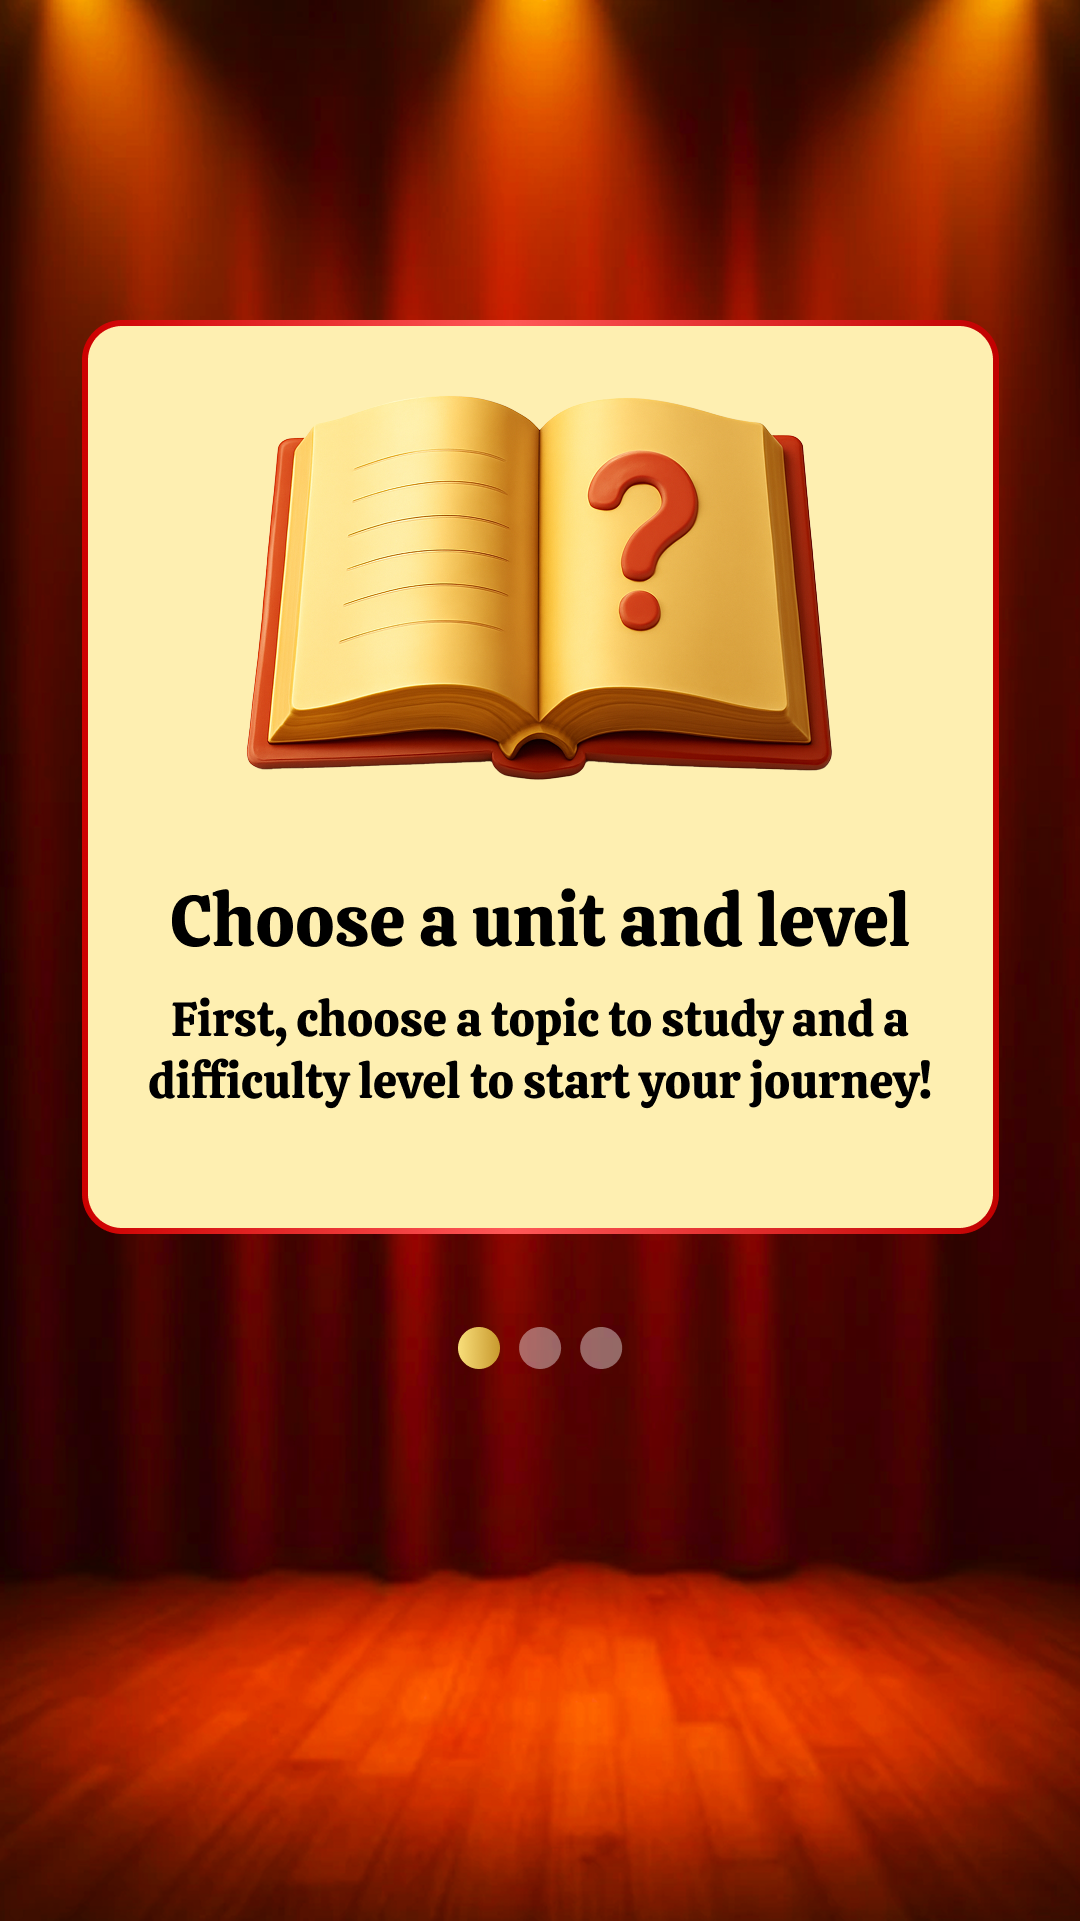 ?
Choose a unit and level
First, choose a topic to study and a
difficulty level to start your journey!